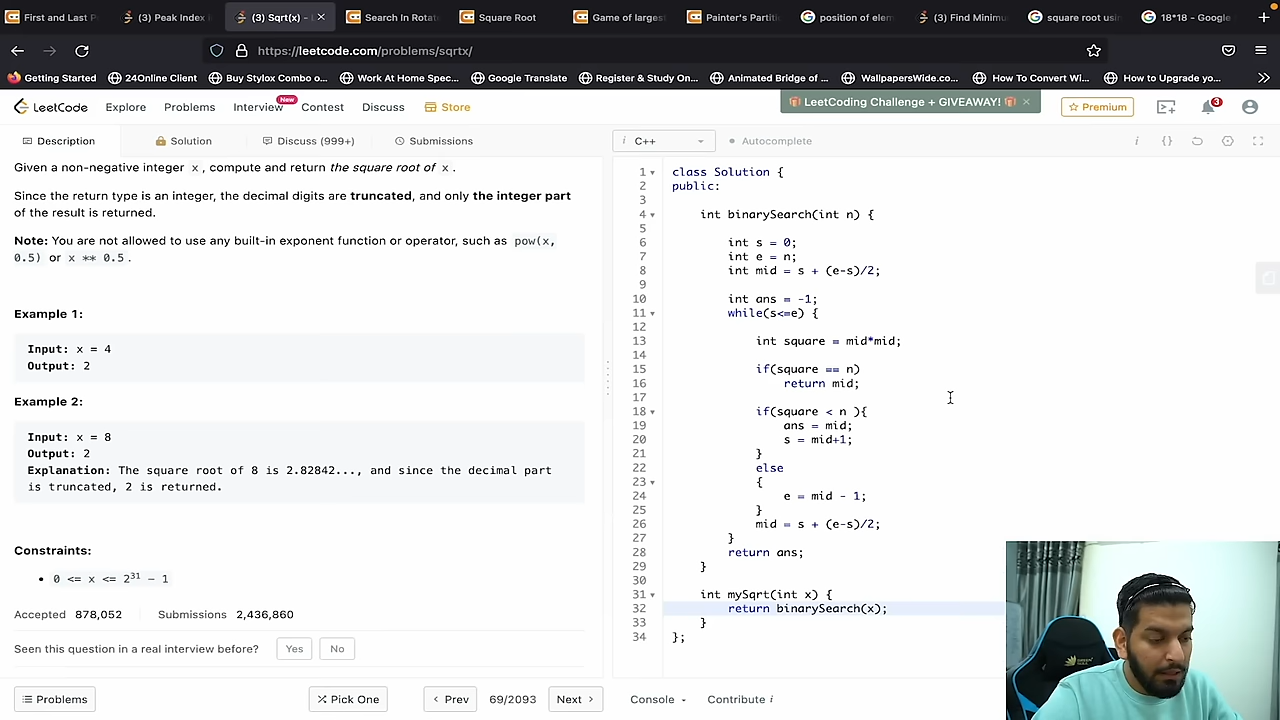 First and Last P
(3) Peak Index i
(3) Sqrt(x) - L
Search In Rotate
Square Root
Game of largest
Painter's Partiti
position of elem
(3) Find Minimu
square root usin
18*18 - Google
https://leetcode.com/problems/sqrtx/
Getting Started
24Online Client
Buy Stylox Combo o...
Work At Home Spec...
Google Translate
Register & Study On...
Animated Bridge of ...
WallpapersWide.co...
How To Convert Wi...
How to Upgrade yo...
LeetCode
Explore
Problems
Interview
New
Contest
Discuss
Store
LeetCoding Challenge + GIVEAWAY!
Premium
3
Description
Solution
Discuss (999+)
Submissions
i C++
Autocomplete
Given a non-negative integer x, compute and return the square root of x.
Since the return type is an integer, the decimal digits are truncated, and only the integer part
of the result is returned.
Note: You are not allowed to use any built-in exponent function or operator, such as pow(x,
0.5) or x ** 0.5.
Example 1:
Input: x = 4
Output: 2
Example 2:
Input: x = 8
Output: 2
Explanation: The square root of 8 is 2.82842..., and since the decimal part
is truncated, 2 is returned.
Constraints:
0 <= x <= 2³¹ - 1
Accepted 878,052
Submissions 2,436,860
Seen this question in a real interview before?
Yes
No
Problems
Pick One
Prev
69/2093
Next
1 class Solution {
2 public:
3
4 int binarySearch(int n) {
5
6 int s = 0;
7 int e = n;
8 int mid = s + (e-s)/2;
9
10 int ans = -1;
11 while(s<=e) {
12
13 int square = mid*mid;
14
15 if(square == n)
16 return mid;
17
18 if(square < n ){
19 ans = mid;
20 s = mid+1;
21 }
22 else
23 {
24 e = mid - 1;
25 }
26 mid = s + (e-s)/2;
27 }
28 return ans;
29 }
30
31 int mySqrt(int x) {
32 return binarySearch(x);
33 }
34 };
Console
Contribute i